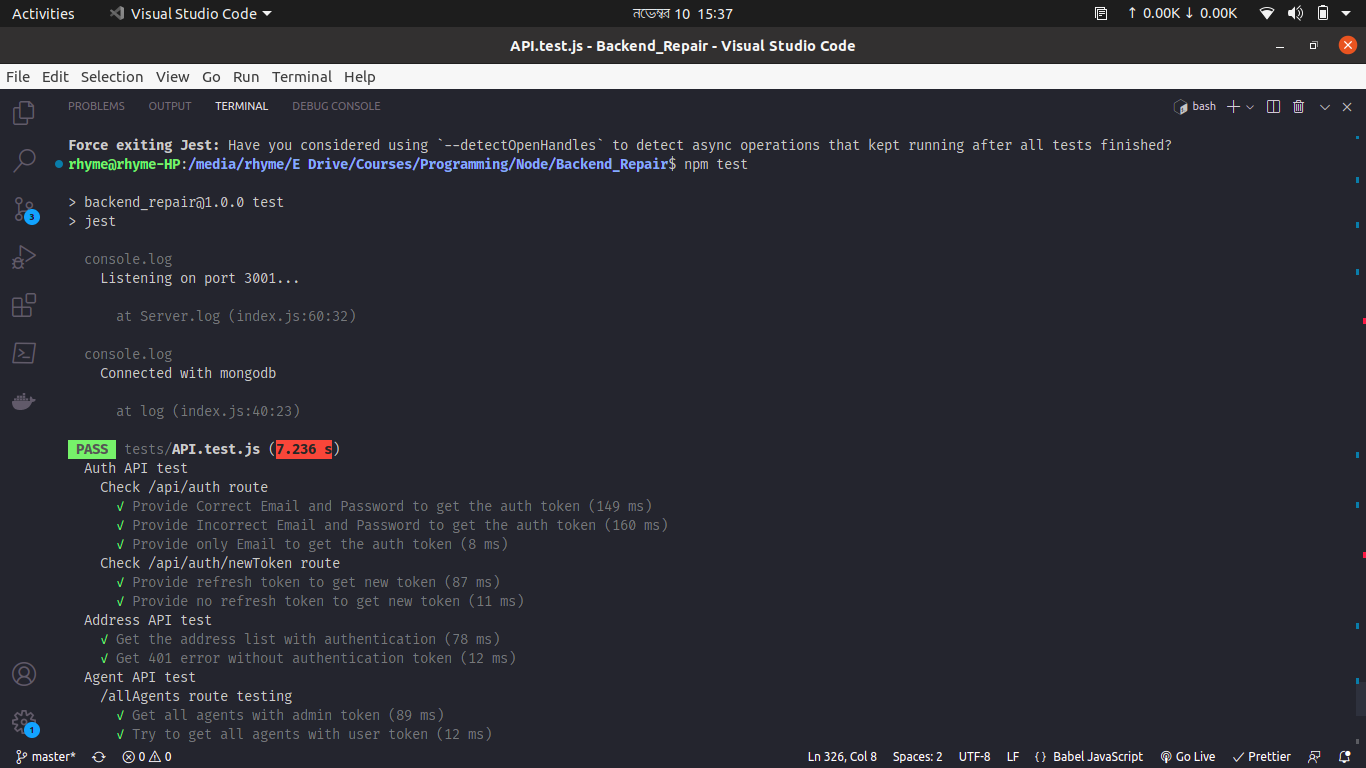 Activities Visual Studio Code নভেম্বর 10 15:37 ↑ 0.00K ↓ 0.00K
API.test.js - Backend_Repair - Visual Studio Code
File Edit Selection View Go Run Terminal Help
PROBLEMS OUTPUT TERMINAL DEBUG CONSOLE bash
Force exiting Jest: Have you considered using `--detectOpenHandles` to detect async operations that kept running after all tests finished?
rhyme@rhyme-HP:/media/rhyme/E Drive/Courses/Programming/Node/Backend_Repair$ npm test
> backend_repair@1.0.0 test
> jest
console.log
Listening on port 3001...
at Server.log (index.js:60:32)
console.log
Connected with mongodb
at log (index.js:40:23)
PASS tests/API.test.js (7.236 s)
Auth API test
Check /api/auth route
√ Provide Correct Email and Password to get the auth token (149 ms)
√ Provide Incorrect Email and Password to get the auth token (160 ms)
√ Provide only Email to get the auth token (8 ms)
Check /api/auth/newToken route
√ Provide refresh token to get new token (87 ms)
√ Provide no refresh token to get new token (11 ms)
Address API test
√ Get the address list with authentication (78 ms)
√ Get 401 error without authentication token (12 ms)
Agent API test
/allAgents route testing
√ Get all agents with admin token (89 ms)
√ Try to get all agents with user token (12 ms)
3
1
master* 0 0 Ln 326, Col 8 Spaces: 2 UTF-8 LF {} Babel JavaScript Go Live Prettier